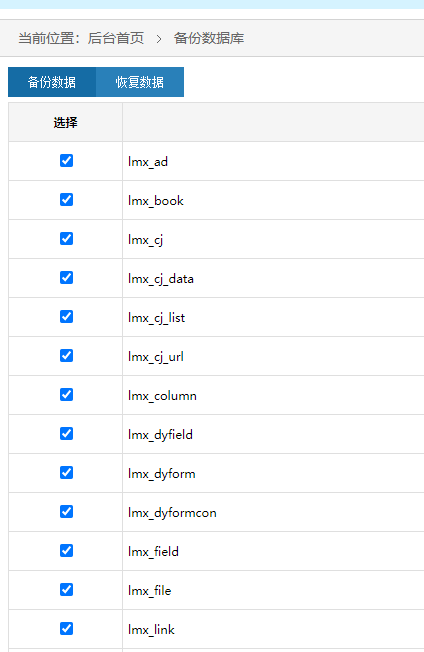 当前位置：后台首页 > 备份数据库
备份数据 恢复数据
选择
lmx_ad
lmx_book
lmx_cj
lmx_cj_data
lmx_cj_list
lmx_cj_url
lmx_column
lmx_dyfield
lmx_dyform
lmx_dyformcon
lmx_field
lmx_file
lmx_link